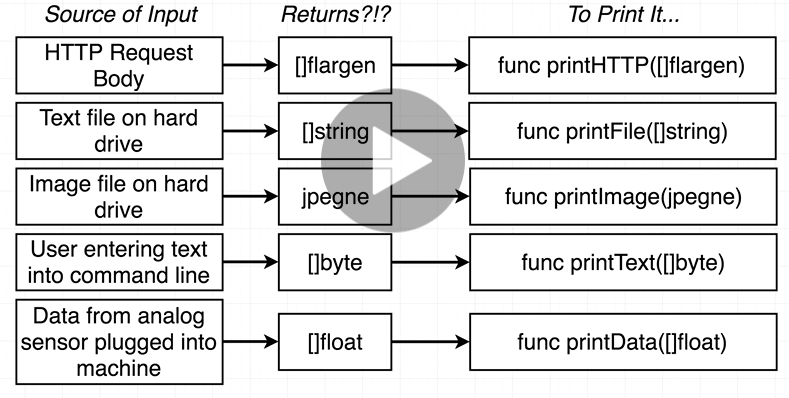 Source of Input
Returns?!?
To Print It...
HTTP Request
Body
[]flargen
func printHTTP([]flargen)
Text file on hard
drive
[]string
func printFile([]string)
Image file on hard
drive
jpegne
func printImage(jpegne)
User entering text
into command line
[]byte
func printText([]byte)
Data from analog
sensor plugged into
machine
[]float
func printData([]float)